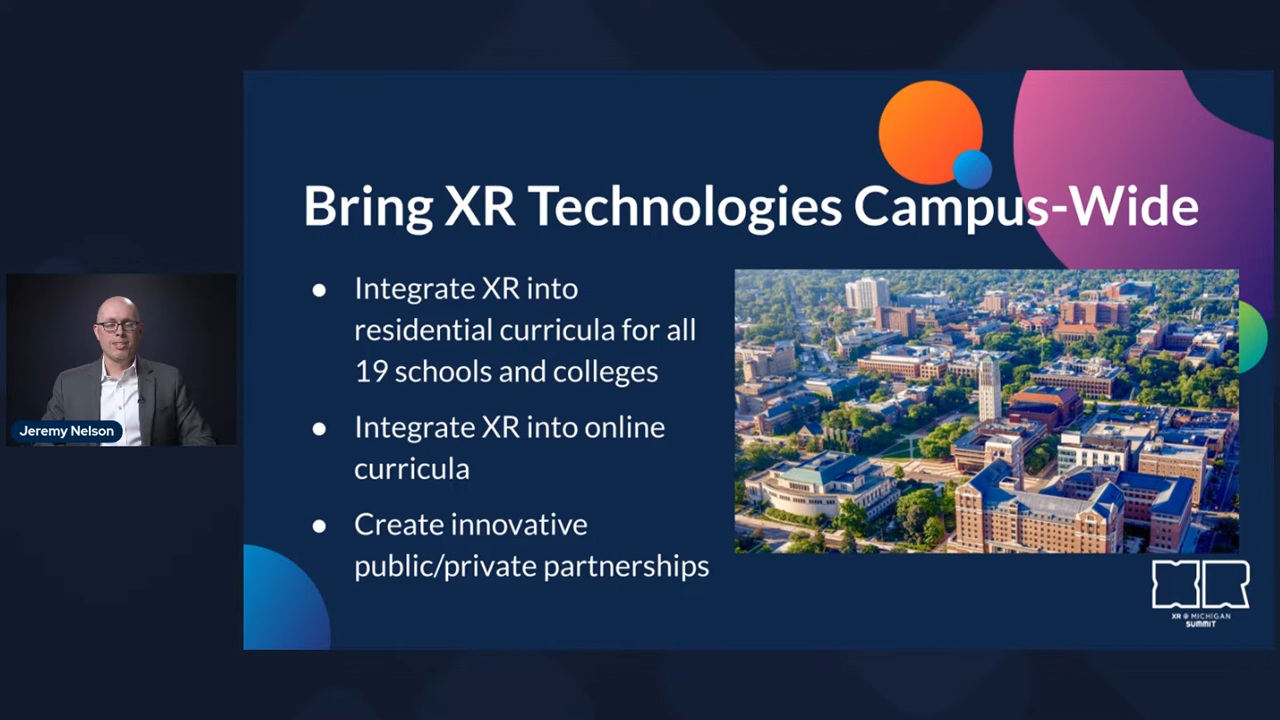 Bring XR Technologies Campus-Wide
● Integrate XR into
residential curricula for all
19 schools and colleges
● Integrate XR into online
curricula
● Create innovative
public/private partnerships
Jeremy Nelson
XR
XR @ MICHIGAN
SUMMIT